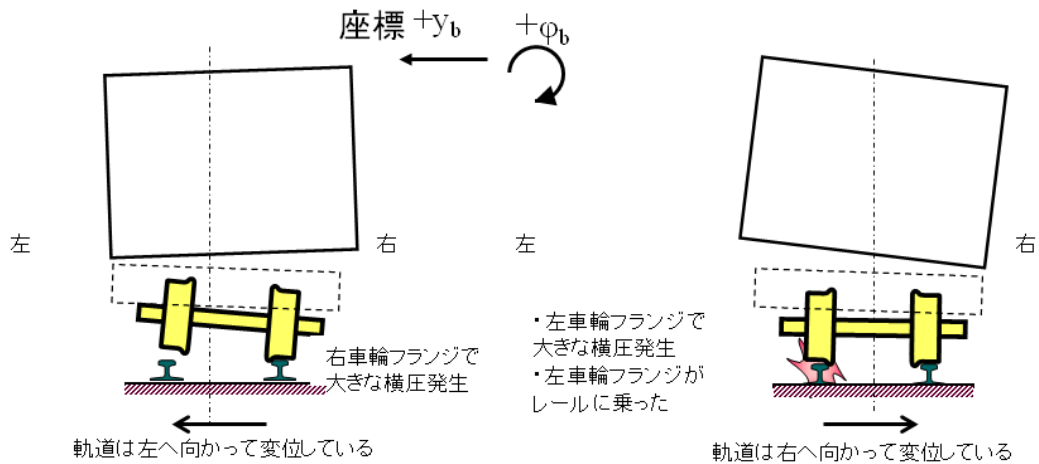 座標 +yb
+φb
左
右
左
右
右車輪フランジで
大きな横圧発生
・左車輪フランジで
大きな横圧発生
・左車輪フランジが
レールに乗った
軌道は左へ向かって変位している
軌道は右へ向かって変位している